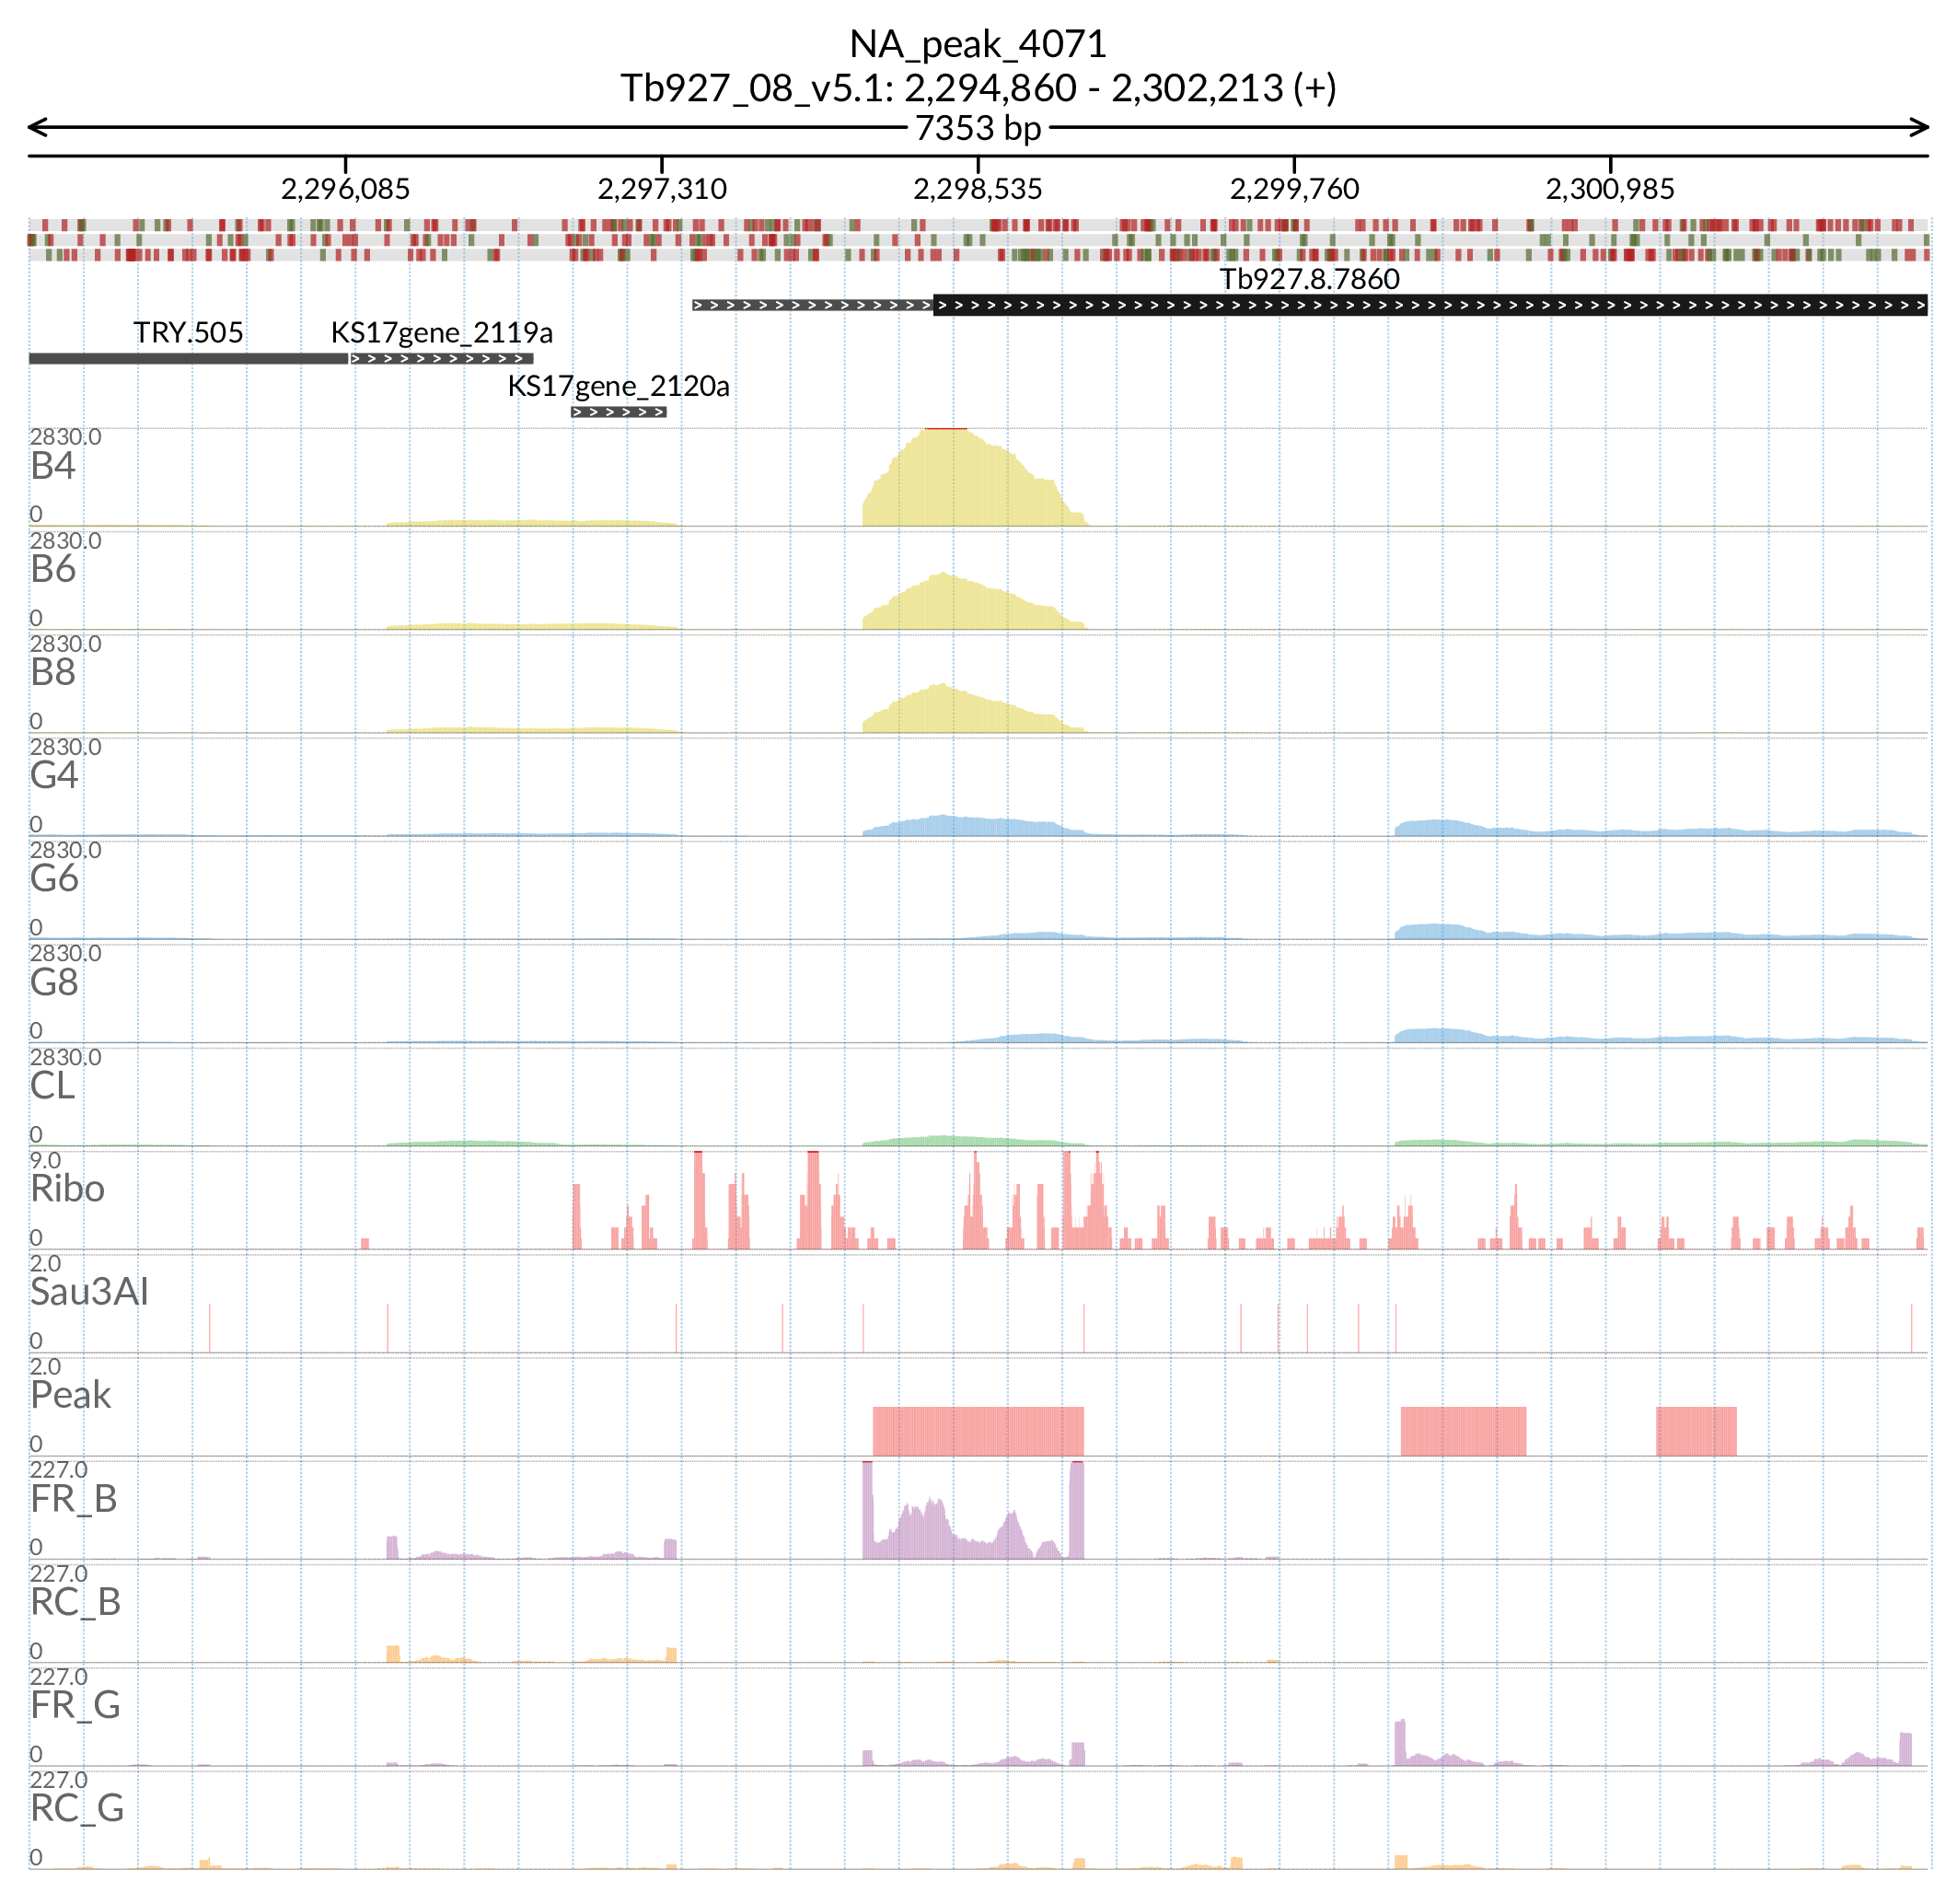 NA_peak_4071
Tb927_08_v5.1: 2,294,860 - 2,302,213 (+)
7353 bp
2,296,085 2,297,310 2,298,535 2,299,760 2,300,985
Tb927.8.7860
TRY.505 KS17gene_2119a
KS17gene_2120a
2830.0
B4
0
2830.0
B6
0
2830.0
B8
0
2830.0
G4
0
2830.0
G6
0
2830.0
G8
0
2830.0
CL
0
9.0
Ribo
0
2.0
Sau3AI
0
2.0
Peak
0
227.0
FR_B
0
227.0
RC_B
0
227.0
FR_G
0
227.0
RC_G
0